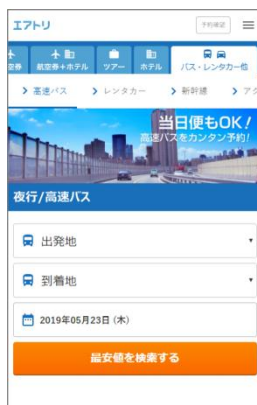 エアトリ
予約確認
空券
航空券+ホテル
ツアー
ホテル
バス・レンタカー他
高速バス
レンタカー
新幹線
アク
当日便もOK!
高速バスをカンタン予約!
夜行/高速バス
出発地
到着地
2019年05月23日 (木)
最安値を検索する